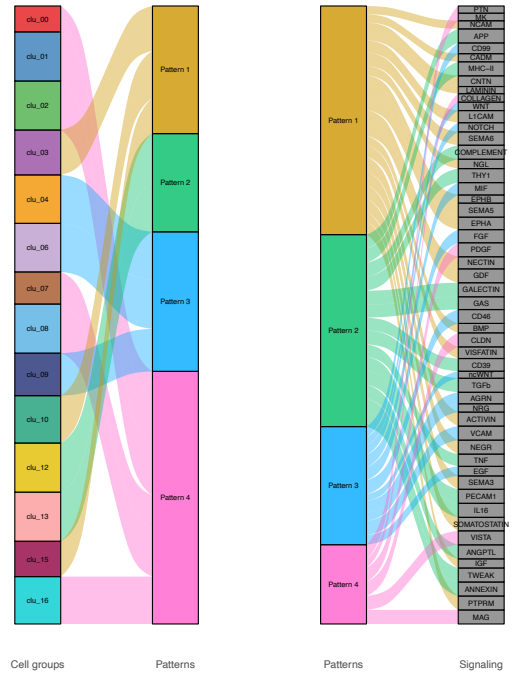 clu_00
clu_01
clu_02
clu_03
clu_04
clu_06
clu_07
clu_08
clu_09
clu_10
clu_12
clu_13
clu_15
clu_16
Pattern 1
Pattern 2
Pattern 3
Pattern 4
Cell groups
Patterns
Pattern 1
Pattern 2
Pattern 3
Pattern 4
PTN
MK
NCAM
APP
CD99
CADM
MHC-II
CNTN
LAMININ
COLLAGEN
WNT
L1CAM
NOTCH
SEMA6
COMPLEMENT
NGL
THY1
MIF
EPHB
SEMA5
EPHA
FGF
PDGF
NECTIN
GDF
GALECTIN
GAS
CD46
BMP
CLDN
VISFATIN
CD39
ncWNT
TGFb
AGRN
NRG
ACTIVIN
VCAM
NEGR
TNF
EGF
SEMA3
PECAM1
IL16
SOMATOSTATIN
VISTA
ANGPTL
IGF
TWEAK
ANNEXIN
PTPRM
MAG
Patterns
Signaling